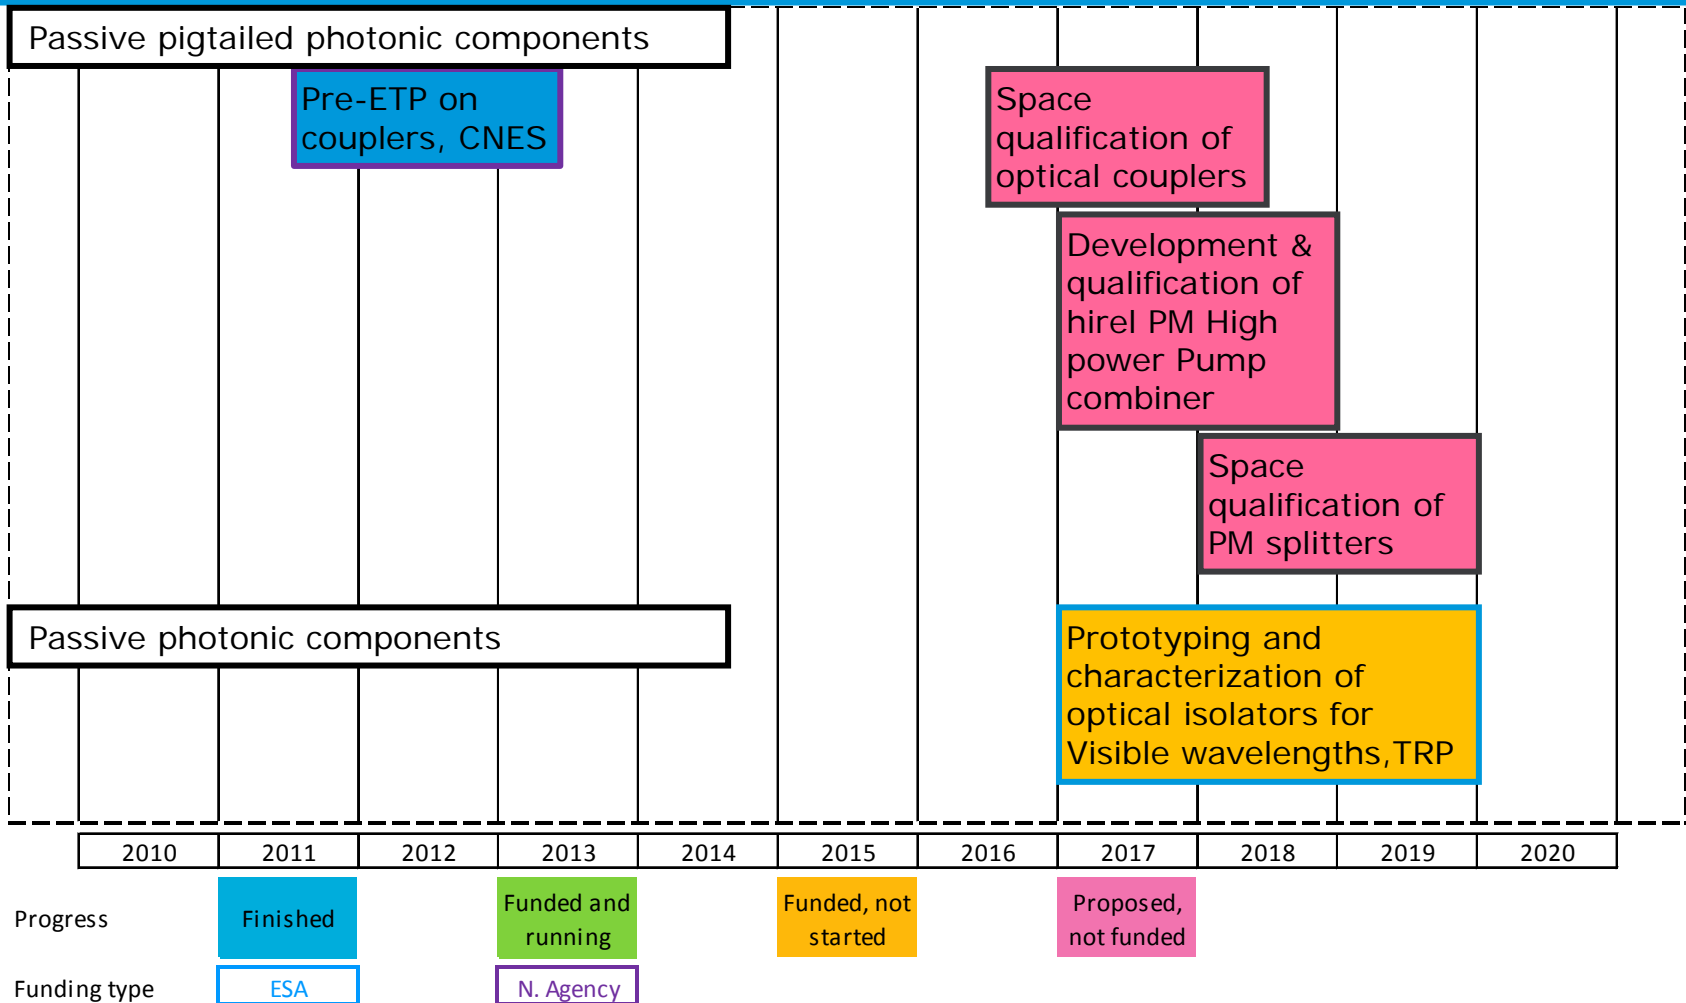 Passive pigtailed photonic components
Pre-ETP on
couplers, CNES
Space
qualification of
optical couplers
Development &
qualification of
hirel PM High
power Pump
combiner
Space
qualification of
PM splitters
Passive photonic components
Prototyping and
characterization of
optical isolators for
Visible wavelengths,TRP
2010 2011 2012 2013 2014 2015 2016 2017 2018 2019 2020
Progress
Finished
Funded and
running
Funded, not
started
Proposed,
not funded
Funding type
ESA
N. Agency